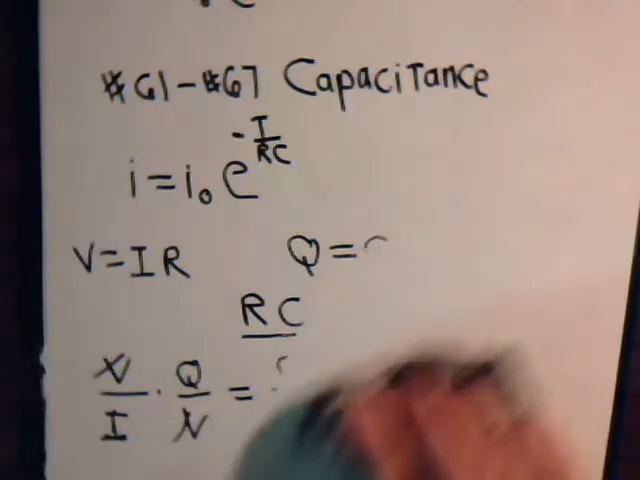 #61-#67 Capacitance
i=i₀e^(-T/RC)
V=IR Q=
RC
V/I · Q/V =